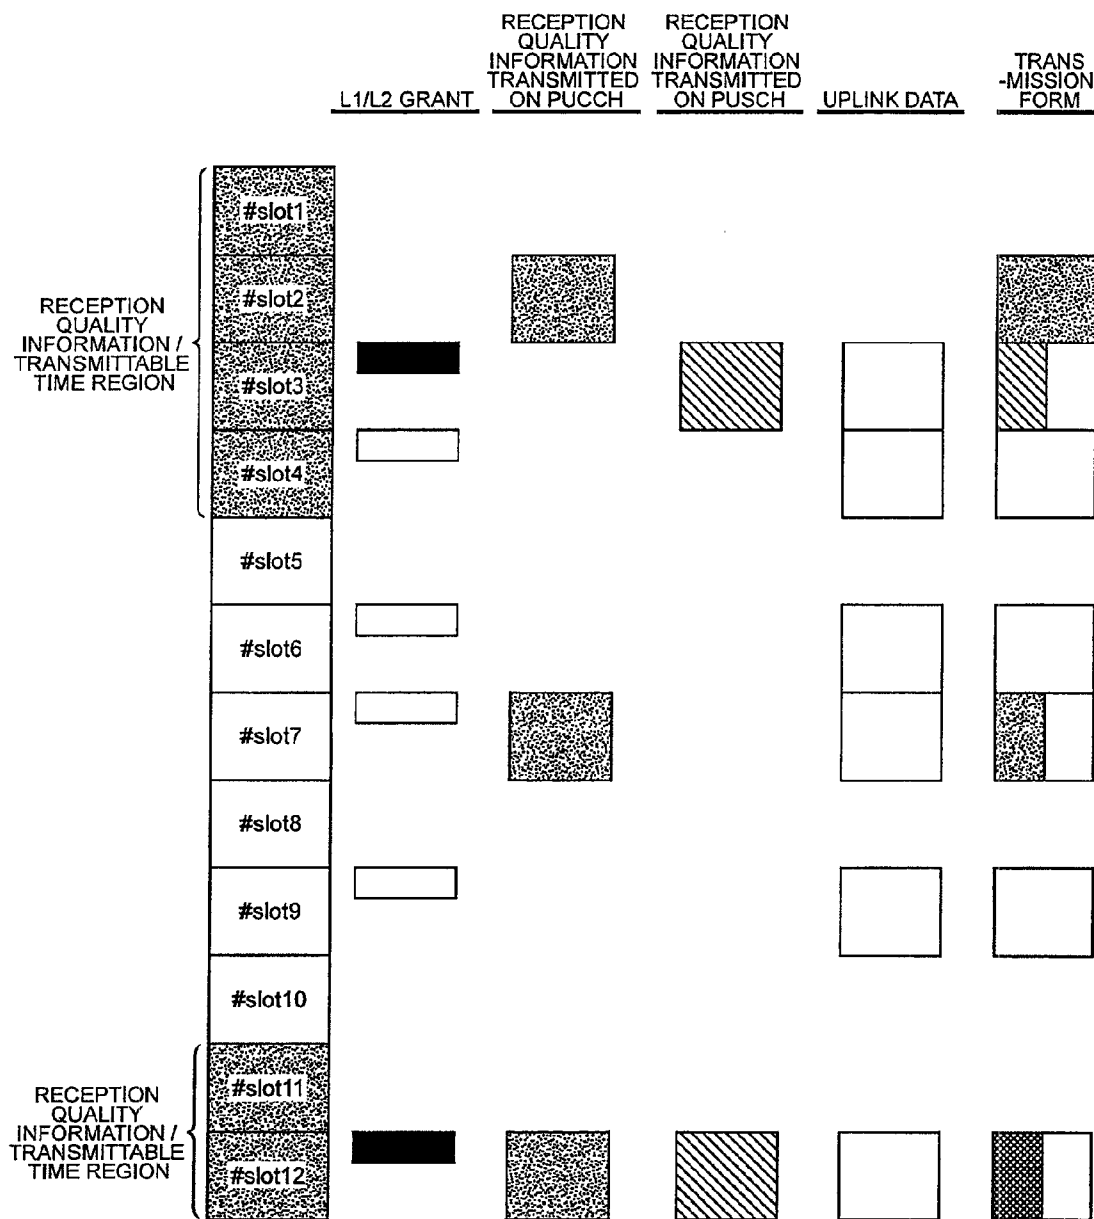 RECEPTION
QUALITY
INFORMATION
TRANSMITTED
ON PUCCH
RECEPTION
QUALITY
INFORMATION
TRANSMITTED
ON PUSCH
TRANS
-MISSION
FORM
L1/L2 GRANT
UPLINK DATA
#slot1
#slot2
RECEPTION
QUALITY
INFORMATION /
TRANSMITTABLE
TIME REGION
#slot3
#slot4
#slot5
#slot6
#slot7
#slot8
#slot9
#slot10
#slot11
RECEPTION
QUALITY
INFORMATION /
TRANSMITTABLE
TIME REGION
#slot12